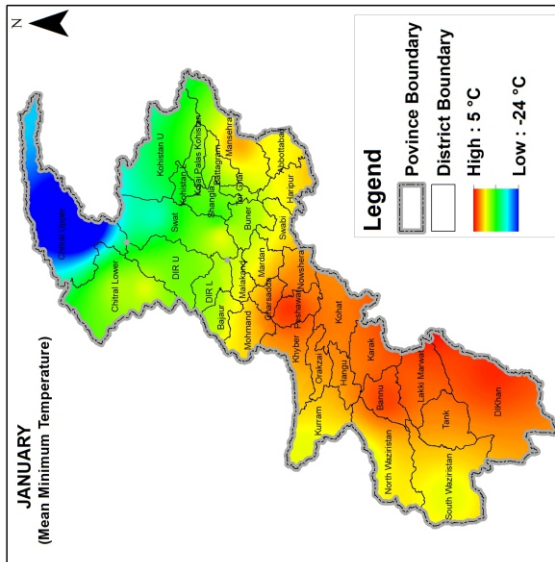 JANUARY
(Mean Minimum Temperature)
N
Chitral Upper
Chitral Lower
Kohistan U
Swat
DIR U
Kohistan L
Kolai Palas Kohistan
Shangla
Battagram
Mansehra
Tor Ghar
DIR L
Bajaur
Malakand
Buner
Abbottabad
Haripur
Swabi
Mardan
Mohmand
Charsadda
Nowshera
Peshawar
Khyber
Kohat
Orakzai
Hangu
Kurram
Karak
Bannu
Lakki Marwat
North Waziristan
Tank
South Waziristan
DIKhan
Legend
Povince Boundary
District Boundary
High : 5 °C
Low : -24 °C